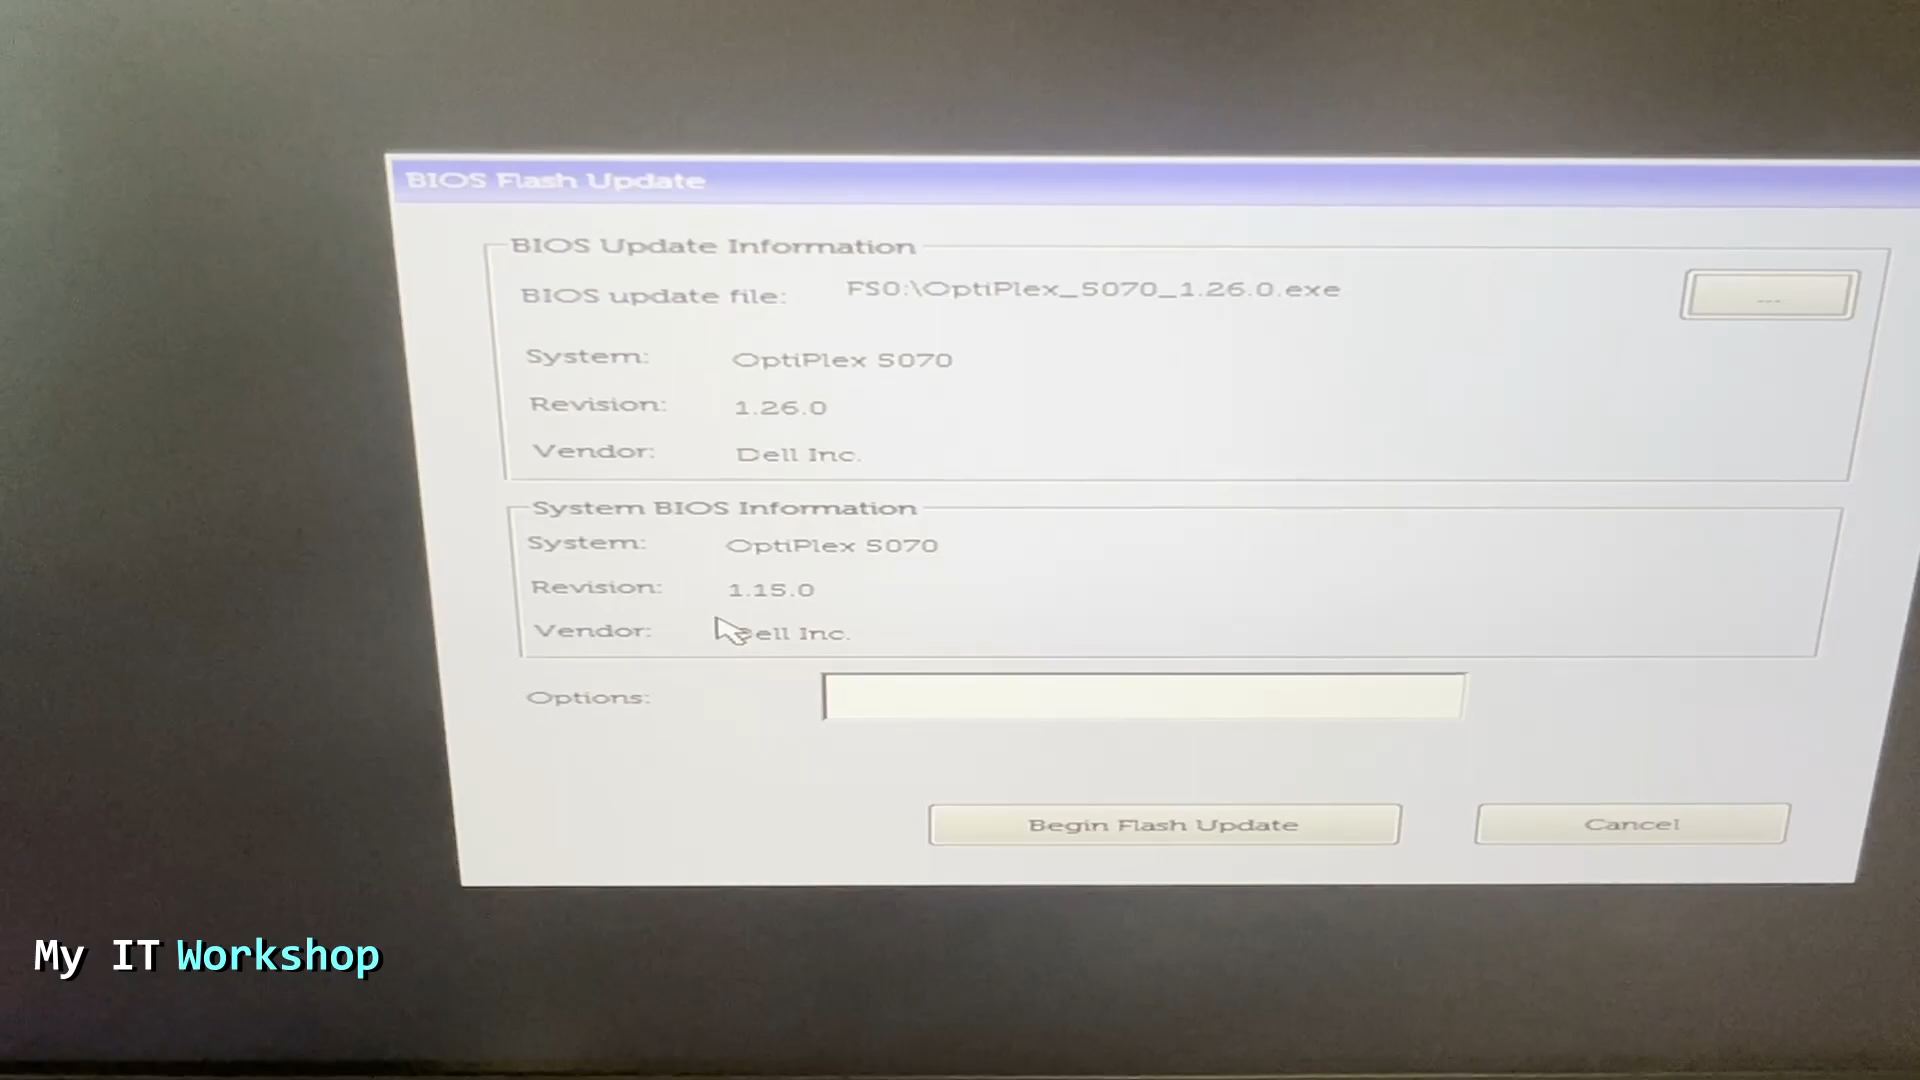 BIOS Flash Update
BIOS Update Information
BIOS update file: FS0:\OptiPlex_5070_1.26.0.exe
...
System: OptiPlex 5070
Revision: 1.26.0
Vendor: Dell Inc.
System BIOS Information
System: OptiPlex 5070
Revision: 1.15.0
Vendor: Dell Inc.
Options:
Begin Flash Update Cancel
My IT Workshop